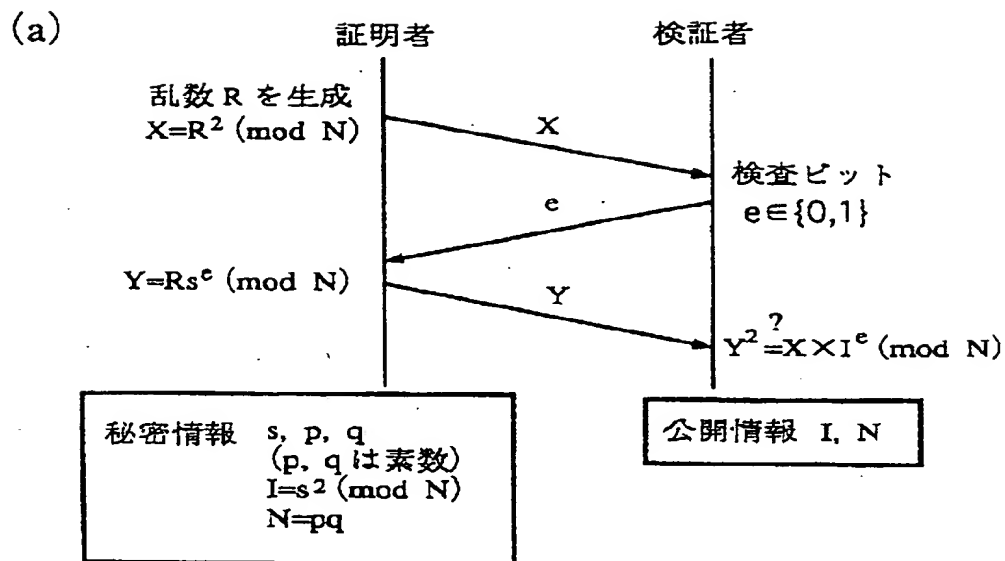 (a)
証明者
検証者
乱数 R を生成
X=R² (mod N)
X
検査ビット
e∈{0,1}
e
Y=Rsᵉ (mod N)
Y
Y² ?= X×Iᵉ (mod N)
秘密情報 s, p, q
(p, q は素数)
I=s² (mod N)
N=pq
公開情報 I, N